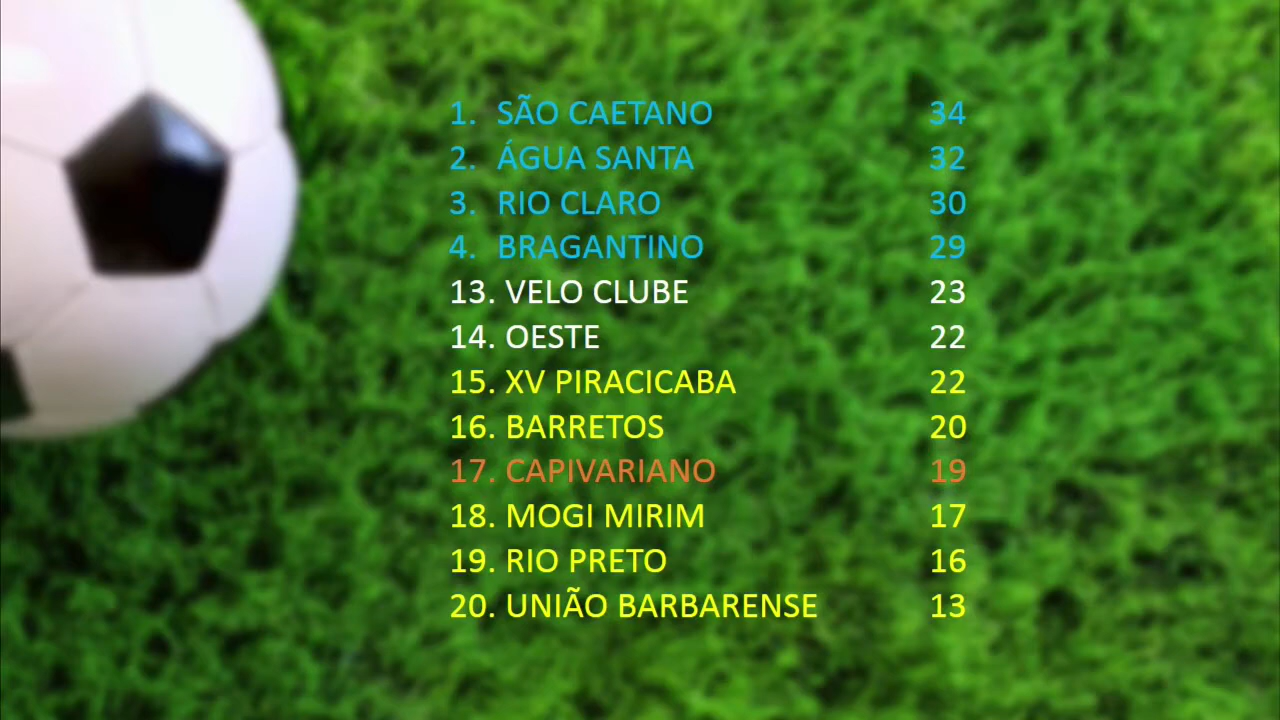 1. SÃO CAETANO 34
2. ÁGUA SANTA 32
3. RIO CLARO 30
4. BRAGANTINO 29
13. VELO CLUBE 23
14. OESTE 22
15. XV PIRACICABA 22
16. BARRETOS 20
17. CAPIVARIANO 19
18. MOGI MIRIM 17
19. RIO PRETO 16
20. UNIÃO BARBARENSE 13